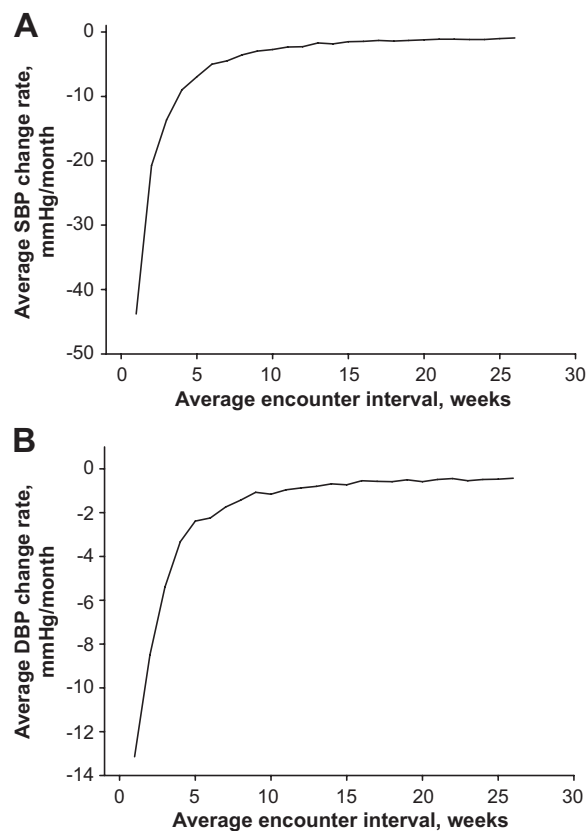 A
0
-10
-20
-30
-40
-50
Average SBP change rate,
mmHg/month
0 5 10 15 20 25 30
Average encounter interval, weeks
B
0
-2
-4
-6
-8
-10
-12
-14
Average DBP change rate,
mmHg/month
0 5 10 15 20 25 30
Average encounter interval, weeks